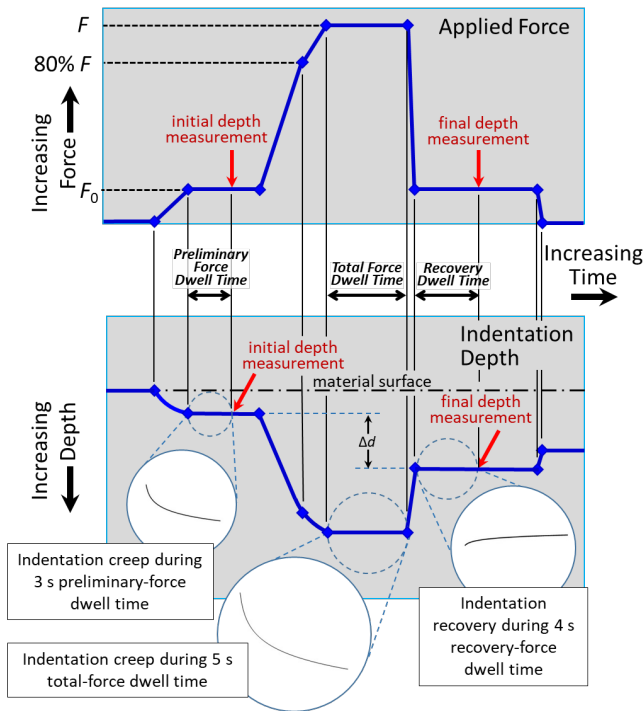 F
Applied Force
80% F
initial depth
measurement
final depth
measurement
Increasing
Force
F₀
Preliminary
Force
Dwell Time
Total Force
Dwell Time
Recovery
Dwell Time
Increasing
Time
Indentation
Depth
initial depth
measurement
material surface
final depth
measurement
Δd
Increasing
Depth
Indentation creep during
3 s preliminary-force
dwell time
Indentation creep during 5 s
total-force dwell time
Indentation
recovery during 4 s
recovery-force
dwell time